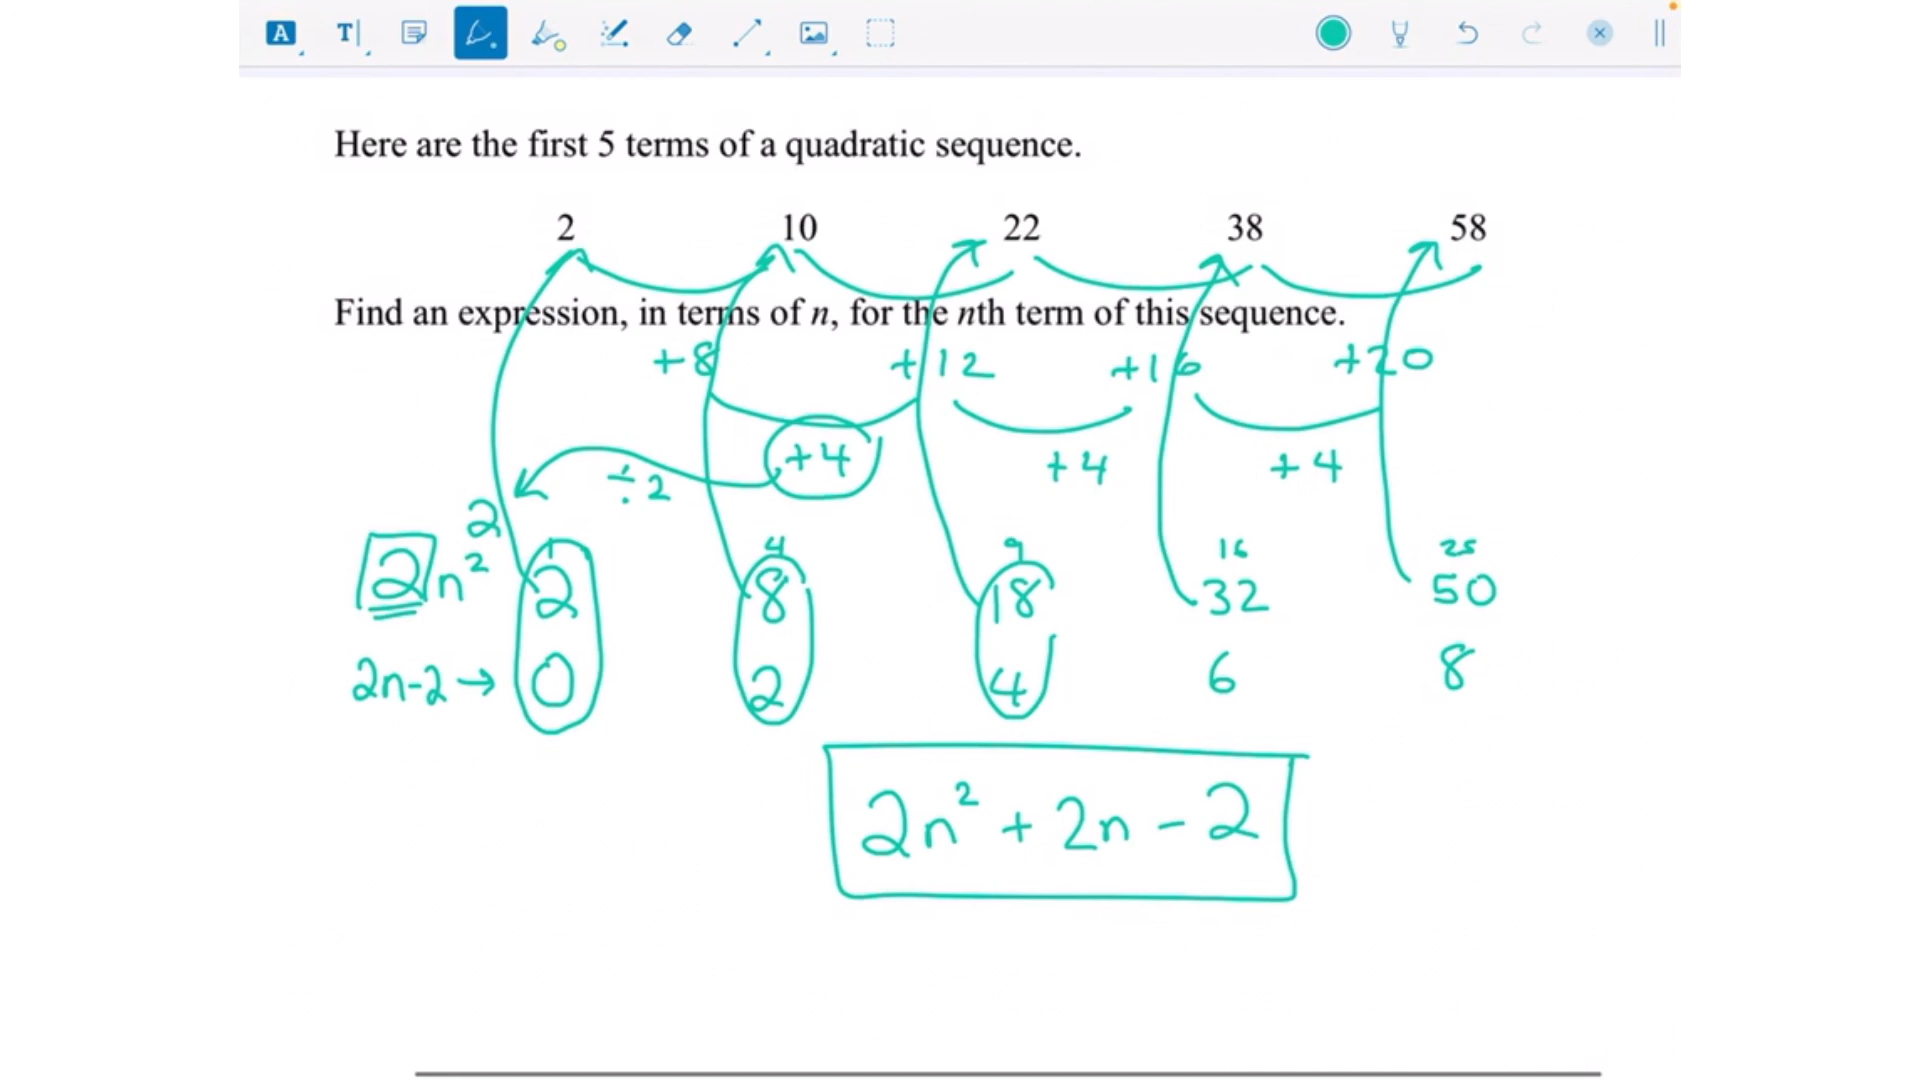 A T|
Here are the first 5 terms of a quadratic sequence.
2 10 22 38 58
Find an expression, in terms of n, for the nth term of this sequence.
+8 +12 +16 +20
+4 +4 +4
÷2
2
1 4 9 16 25
2n² 2 8 18 32 50
2n-2 → 0 2 4 6 8
2n² + 2n - 2